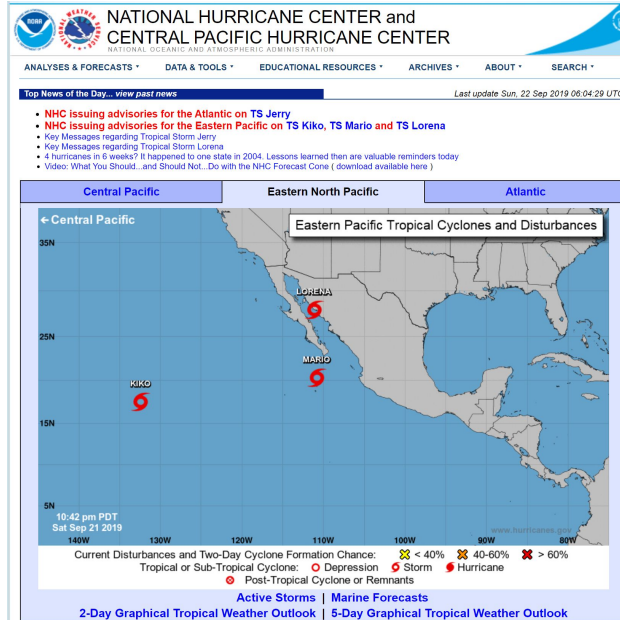 NOAA
NATIONAL HURRICANE CENTER and
CENTRAL PACIFIC HURRICANE CENTER
NATIONAL OCEANIC AND ATMOSPHERIC ADMINISTRATION
ANALYSES & FORECASTS DATA & TOOLS EDUCATIONAL RESOURCES ARCHIVES ABOUT SEARCH
Top News of the Day... view past news Last update Sun, 22 Sep 2019 06:04:29 UTC
• NHC issuing advisories for the Atlantic on TS Jerry
• NHC issuing advisories for the Eastern Pacific on TS Kiko, TS Mario and TS Lorena
• Key Messages regarding Tropical Storm Jerry
• Key Messages regarding Tropical Storm Lorena
• 4 hurricanes in 6 weeks? It happened to one state in 2004. Lessons learned then are valuable reminders today
• Video: What You Should...and Should Not...Do with the NHC Forecast Cone ( download available here )
Central Pacific Eastern North Pacific Atlantic
← Central Pacific
Eastern Pacific Tropical Cyclones and Disturbances
35N
LORENA
25N
MARIO
KIKO
15N
5N
10:42 pm PDT
Sat Sep 21 2019
www.hurricanes.gov
140W 130W 120W 110W 100W 90W 80W
Current Disturbances and Two-Day Cyclone Formation Chance: < 40% 40-60% > 60%
Tropical or Sub-Tropical Cyclone: Depression Storm Hurricane
Post-Tropical Cyclone or Remnants
Active Storms | Marine Forecasts
2-Day Graphical Tropical Weather Outlook | 5-Day Graphical Tropical Weather Outlook